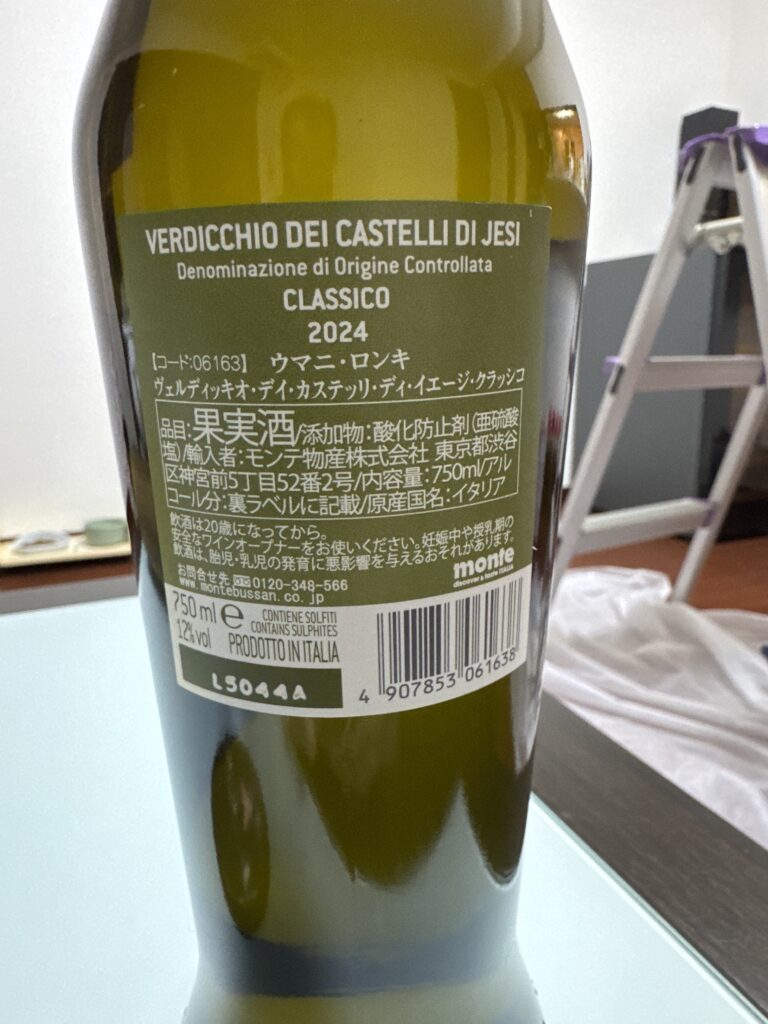 VERDICCHIO DEI CASTELLI DI JESI
Denominazione di Origine Controllata
CLASSICO
2024
【コード:06163】 ウマニ・ロンキ
ヴェルディッキオ・デイ・カステッリ・ディ・イエージ・クラッシコ
品目:果実酒/添加物:酸化防止剤(亜硫酸
塩)/輸入者:モンテ物産株式会社 東京都渋谷
区神宮前5丁目52番2号/内容量:750ml/アル
コール分:裏ラベルに記載/原産国名:イタリア
飲酒は20歳になってから。
安全なワインオープナーをお使いください。妊娠中や授乳期の
飲酒は、胎児・乳児の発育に悪影響を与えるおそれがあります。
お問合せ先 0120-348-566
www.montebussan.co.jp
monte
discover & taste ITALIA
750 ml e CONTIENE SOLFITI
12% vol CONTAINS SULPHITES
PRODOTTO IN ITALIA
L5044A
4 907853 061638